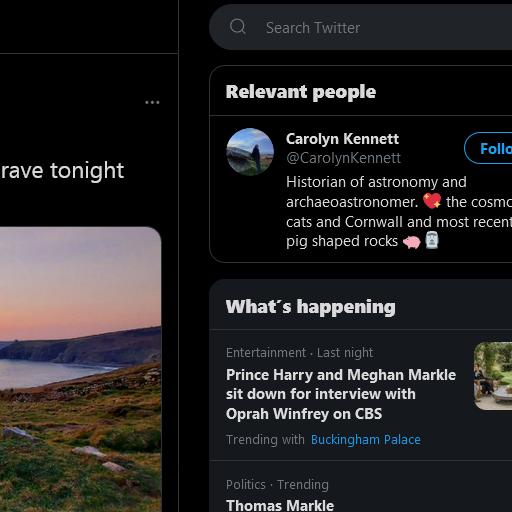 Search Twitter
Relevant people
rave tonight
Carolyn Kennett
@CarolynKennett
Follo
Historian of astronomy and
archaeoastronomer. 💖 the cosmo
cats and Cornwall and most recent
pig shaped rocks 🐖 🗿
What's happening
Entertainment · Last night
Prince Harry and Meghan Markle
sit down for interview with
Oprah Winfrey on CBS
Trending with Buckingham Palace
Politics · Trending
Thomas Markle